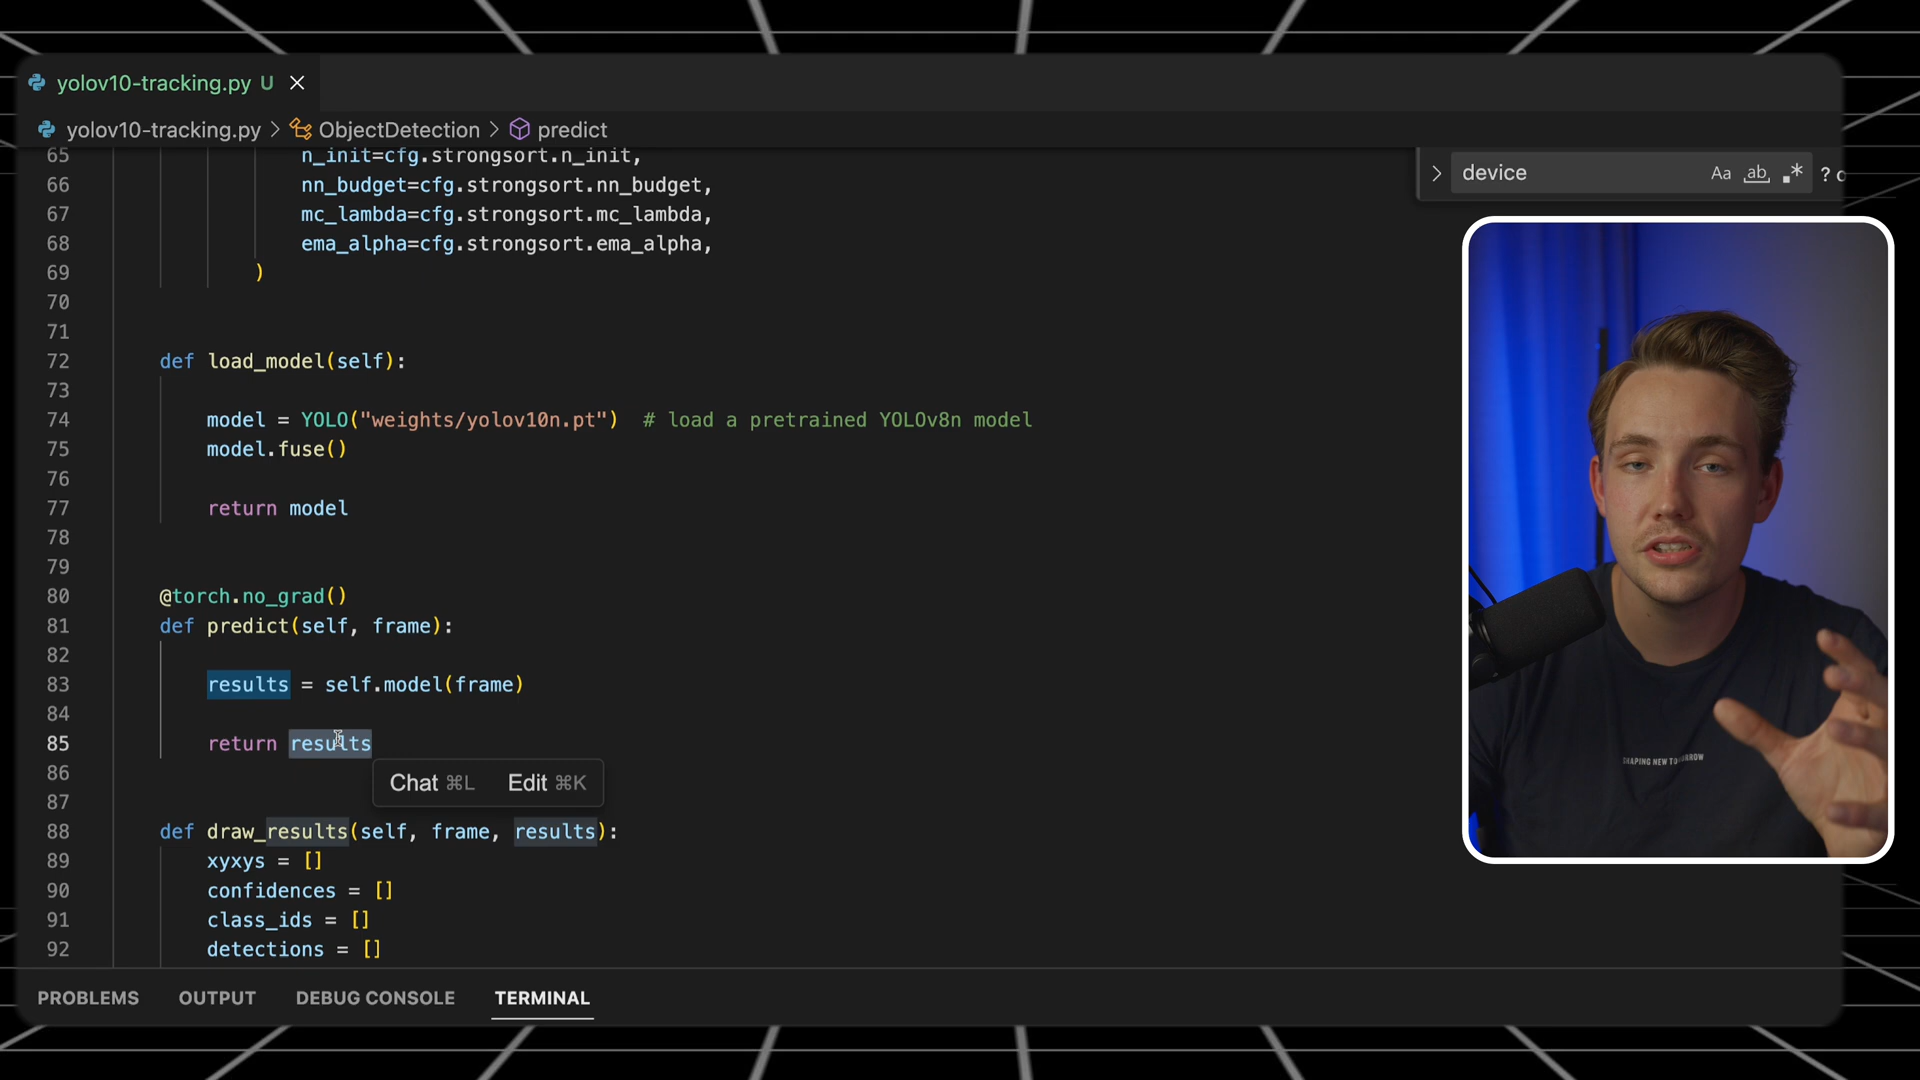 yolov10-tracking.py U
yolov10-tracking.py > ObjectDetection > predict
device Aa ab .* ?
65 n_init=cfg.strongsort.n_init,
66 nn_budget=cfg.strongsort.nn_budget,
67 mc_lambda=cfg.strongsort.mc_lambda,
68 ema_alpha=cfg.strongsort.ema_alpha,
69 )
70
71
72 def load_model(self):
73
74 model = YOLO("weights/yolov10n.pt")  # load a pretrained YOLOv8n model
75 model.fuse()
76
77 return model
78
79
80 @torch.no_grad()
81 def predict(self, frame):
82
83 results = self.model(frame)
84
85 return results
86
Chat ⌘L Edit ⌘K
87
88 def draw_results(self, frame, results):
89 xyxys = []
90 confidences = []
91 class_ids = []
92 detections = []
PROBLEMS OUTPUT DEBUG CONSOLE TERMINAL
SHAPING NEW TOMORROW